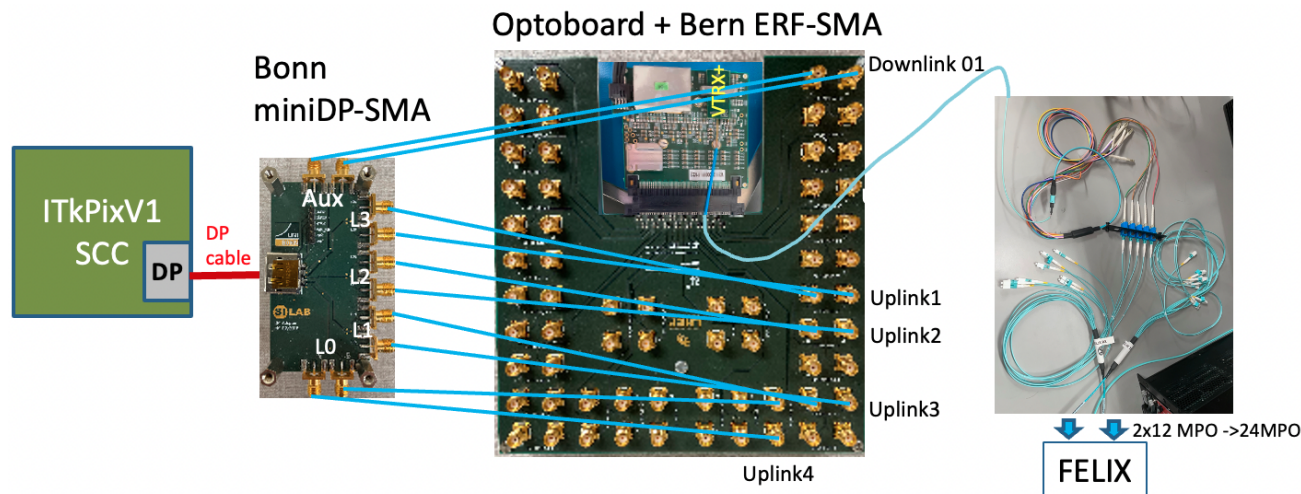 Optoboard + Bern ERF-SMA
Bonn
miniDP-SMA
Downlink 01
VTRX+
ITkPixV1
SCC
DP
DP
cable
Aux
L3
L2
L1
L0
LAB
Uplink1
Uplink2
Uplink3
Uplink4
2x12 MPO ->24MPO
FELIX